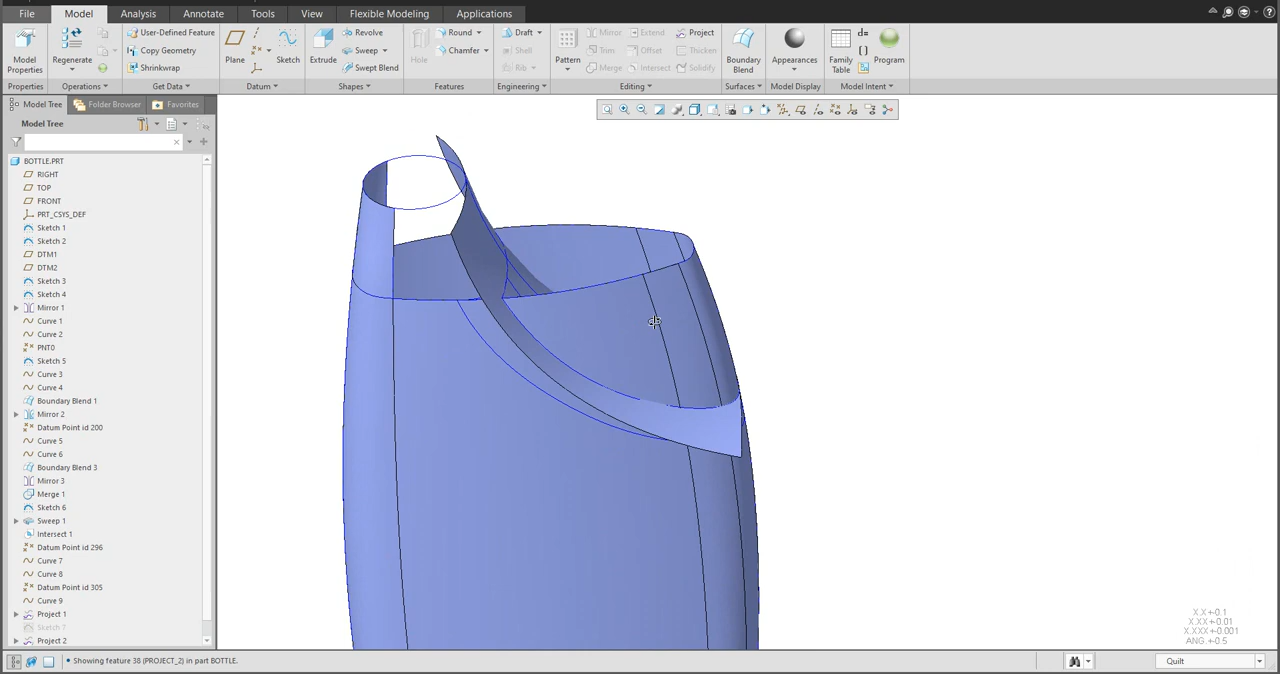 File Model Analysis Annotate Tools View Flexible Modeling Applications
Model Properties
Regenerate
User-Defined Feature
Copy Geometry
Shrinkwrap
Plane
Sketch
Extrude
Revolve
Sweep
Swept Blend
Hole
Round
Chamfer
Draft
Shell
Rib
Pattern
Mirror Extend Project
Trim Offset Thicken
Merge Intersect Solidify
Boundary Blend
Appearances
Family Table
d=
Program
Properties Operations Get Data Datum Shapes Features Engineering Editing Surfaces Model Display Model Intent
Model Tree Folder Browser Favorites
Model Tree
BOTTLE.PRT
RIGHT
TOP
FRONT
PRT_CSYS_DEF
Sketch 1
Sketch 2
DTM1
DTM2
Sketch 3
Sketch 4
Mirror 1
Curve 1
Curve 2
PNT0
Sketch 5
Curve 3
Curve 4
Boundary Blend 1
Mirror 2
Datum Point id 200
Curve 5
Curve 6
Boundary Blend 3
Mirror 3
Merge 1
Sketch 6
Sweep 1
Intersect 1
Datum Point id 296
Curve 7
Curve 8
Datum Point id 305
Curve 9
Project 1
Sketch 7
Project 2
X.X+-0.1
X.XX+-0.01
X.XXX+-0.001
ANG.+-0.5
• Showing feature 38 (PROJECT_2) in part BOTTLE.
Quilt